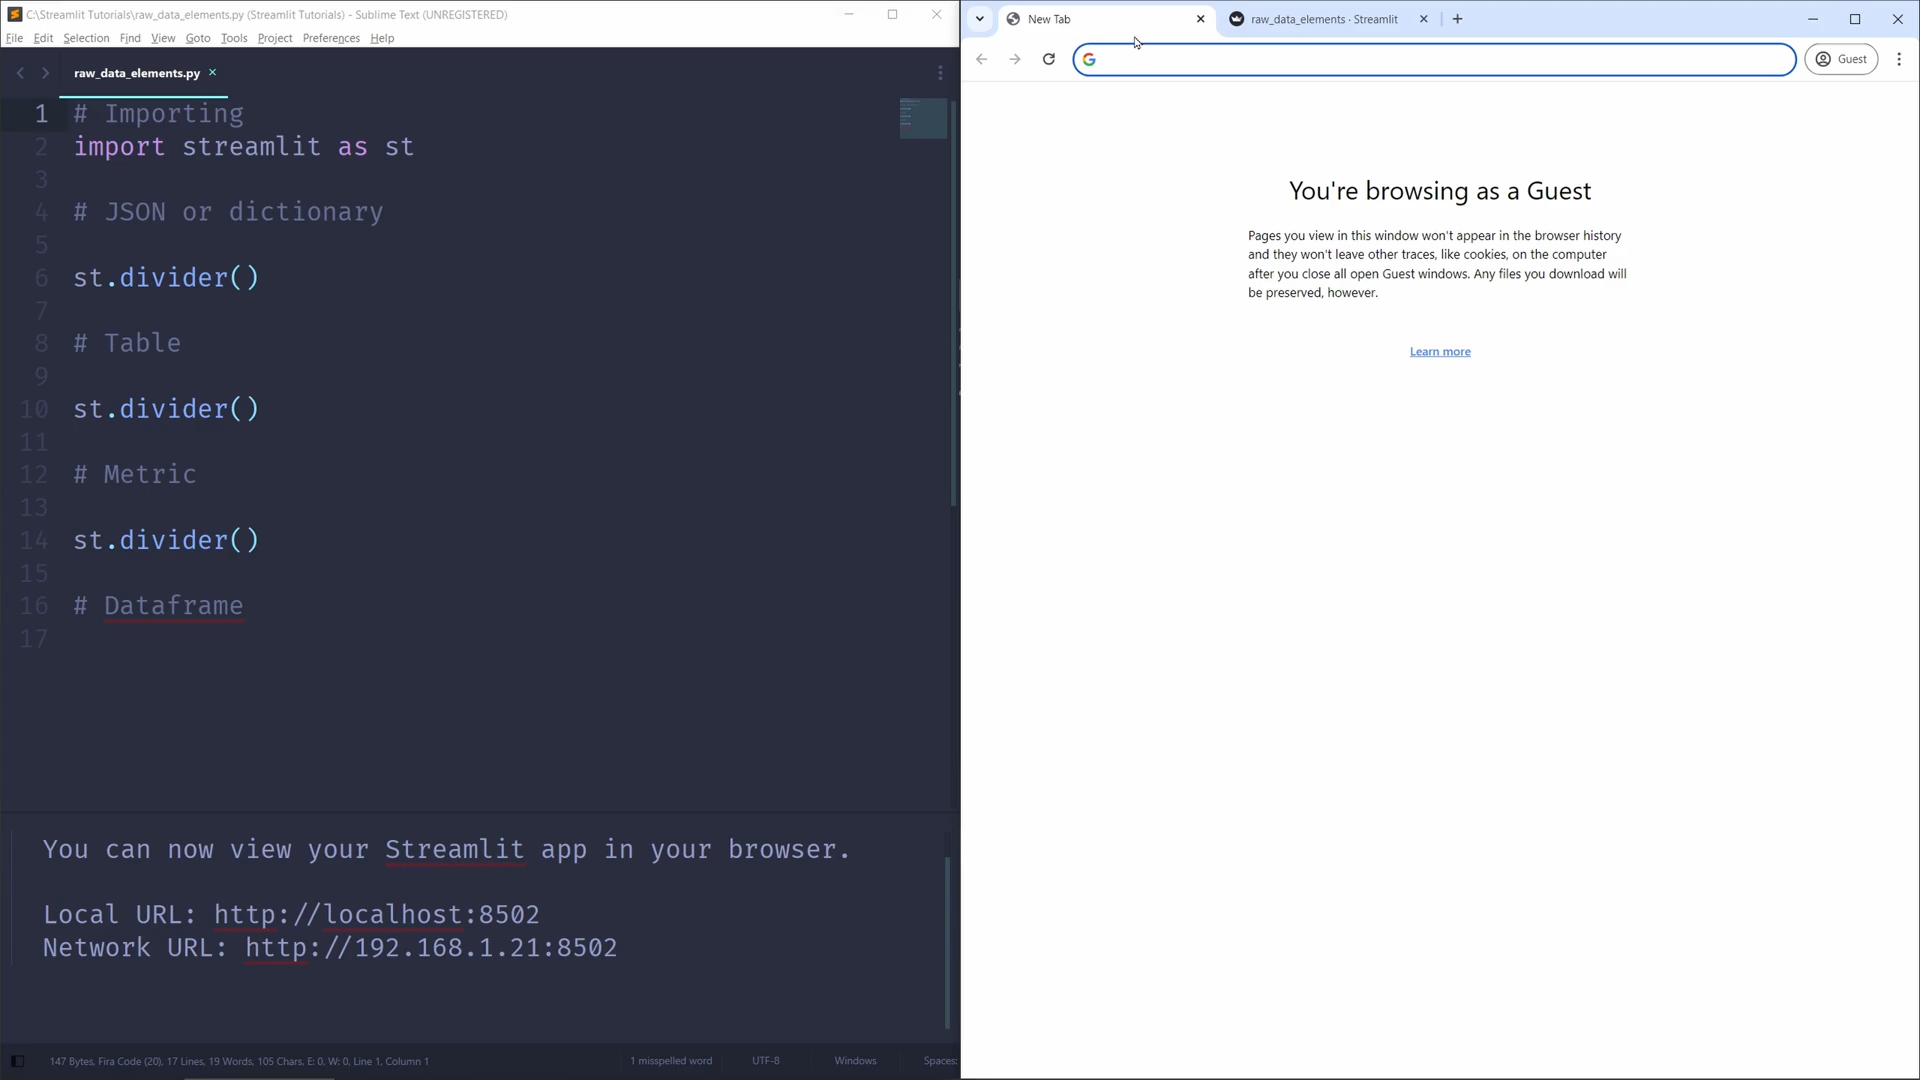 C:\Streamlit Tutorials\raw_data_elements.py (Streamlit Tutorials) - Sublime Text (UNREGISTERED)
File Edit Selection Find View Goto Tools Project Preferences Help
raw_data_elements.py
1 # Importing
2 import streamlit as st
3
4 # JSON or dictionary
5
6 st.divider()
7
8 # Table
9
10 st.divider()
11
12 # Metric
13
14 st.divider()
15
16 # Dataframe
17
You can now view your Streamlit app in your browser.
Local URL: http://localhost:8502
Network URL: http://192.168.1.21:8502
147 Bytes, Fira Code (20), 17 Lines, 19 Words, 105 Chars, E: 0, W: 0, Line 1, Column 1
1 misspelled word
UTF-8
Windows
Spaces:
New Tab
raw_data_elements · Streamlit
Guest
You're browsing as a Guest
Pages you view in this window won't appear in the browser history
and they won't leave other traces, like cookies, on the computer
after you close all open Guest windows. Any files you download will
be preserved, however.
Learn more